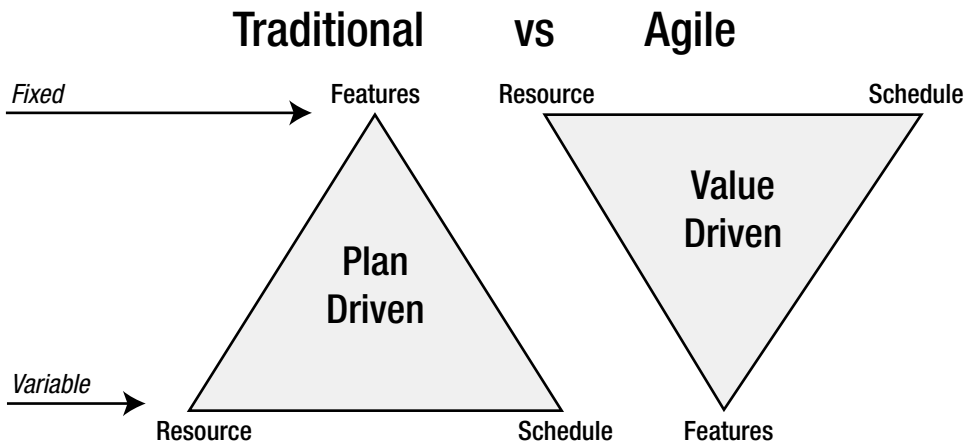 Traditional vs Agile
Fixed
Features
Resource
Schedule
Value
Driven
Plan
Driven
Variable
Resource
Schedule
Features